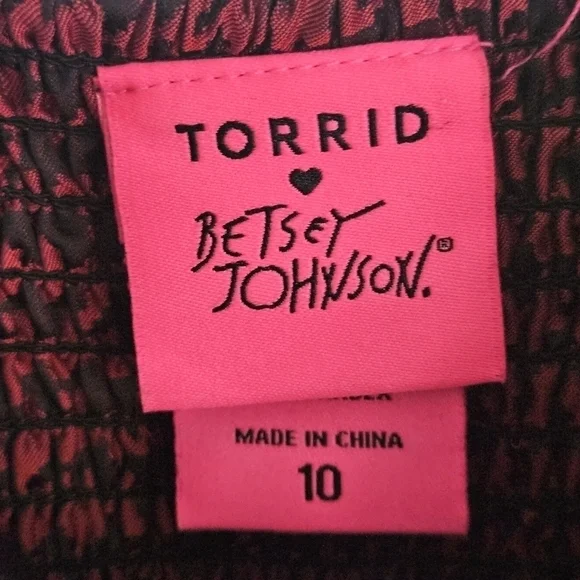 TORRID
♥
BETSEY
JOHNSON.®
MADE IN CHINA
10